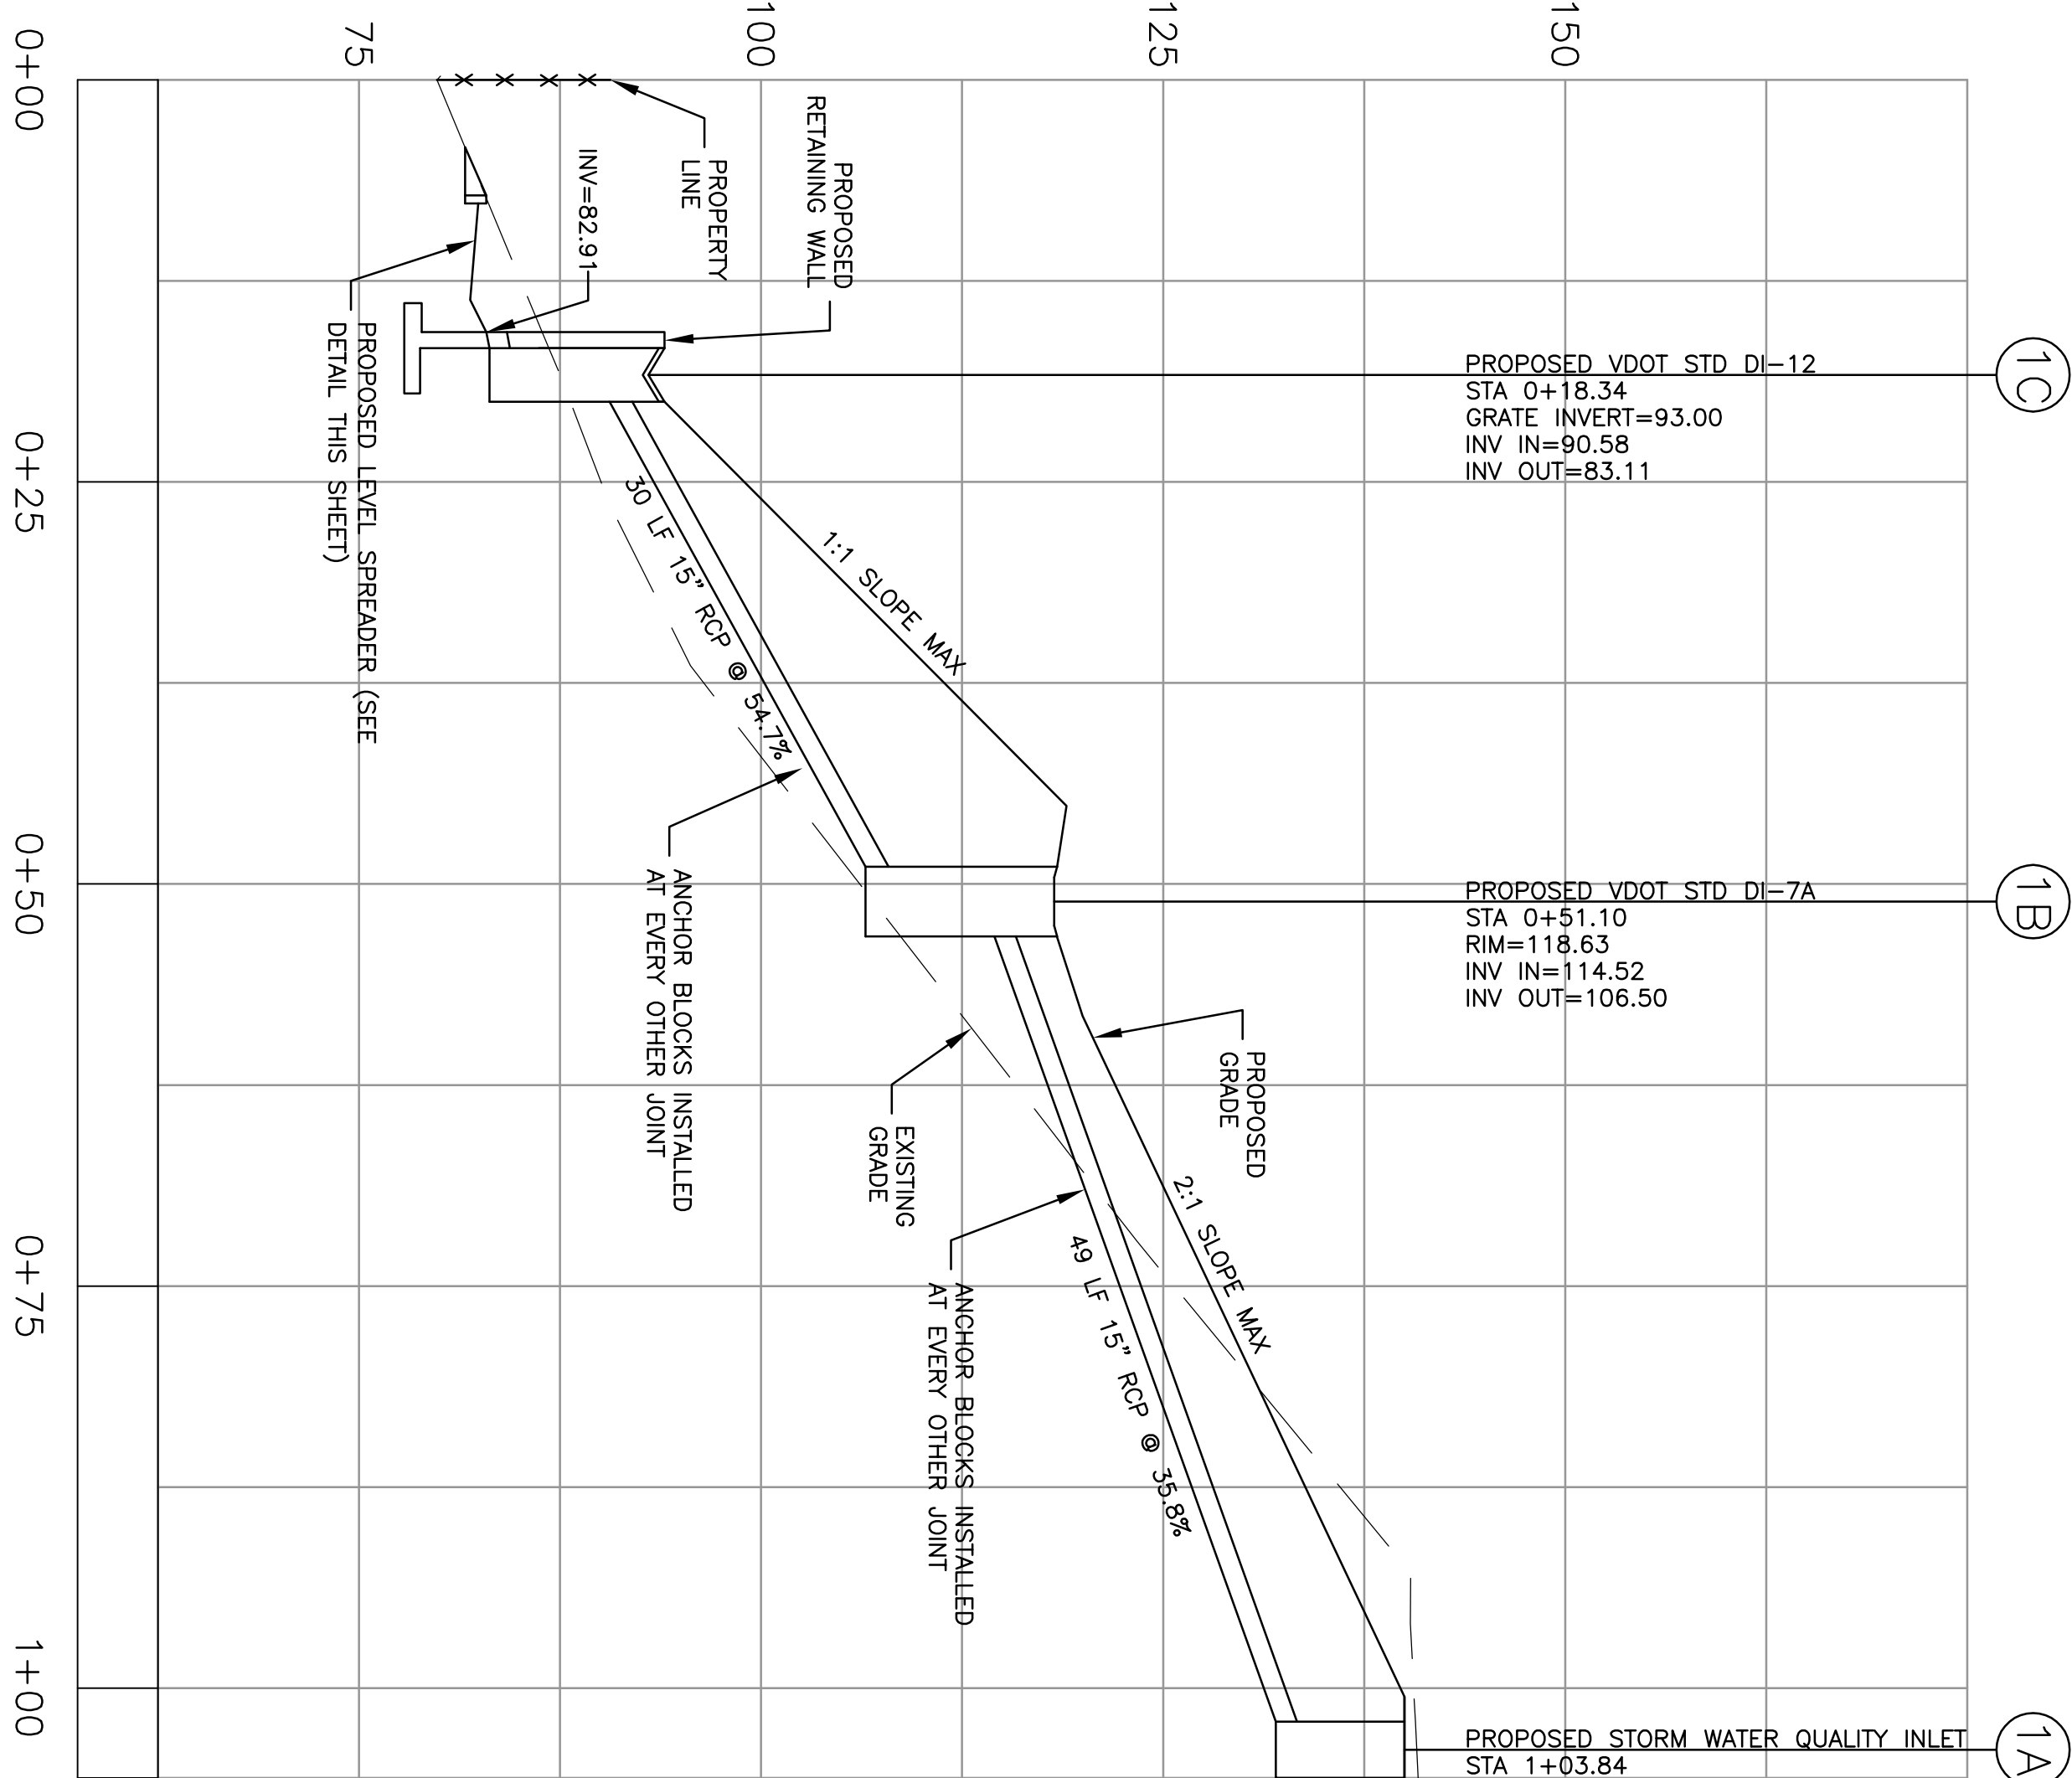 75
100
125
150
0+00
0+25
0+50
0+75
1+00
PROPERTY
LINE
PROPOSED
RETAINING WALL
INV=82.91
PROPOSED LEVEL SPREADER (SEE
DETAIL THIS SHEET)
1C
PROPOSED VDOT STD DI-12
STA 0+18.34
GRATE INVERT=93.00
INV IN=90.58
INV OUT=83.11
1:1 SLOPE MAX
30 LF 15" RCP @ 54.7%
ANCHOR BLOCKS INSTALLED
AT EVERY OTHER JOINT
1B
PROPOSED VDOT STD DI-7A
STA 0+51.10
RIM=118.63
INV IN=114.52
INV OUT=106.50
PROPOSED
GRADE
EXISTING
GRADE
2:1 SLOPE MAX
49 LF 15" RCP @ 35.8%
ANCHOR BLOCKS INSTALLED
AT EVERY OTHER JOINT
1A
PROPOSED STORM WATER QUALITY INLET
STA 1+03.84